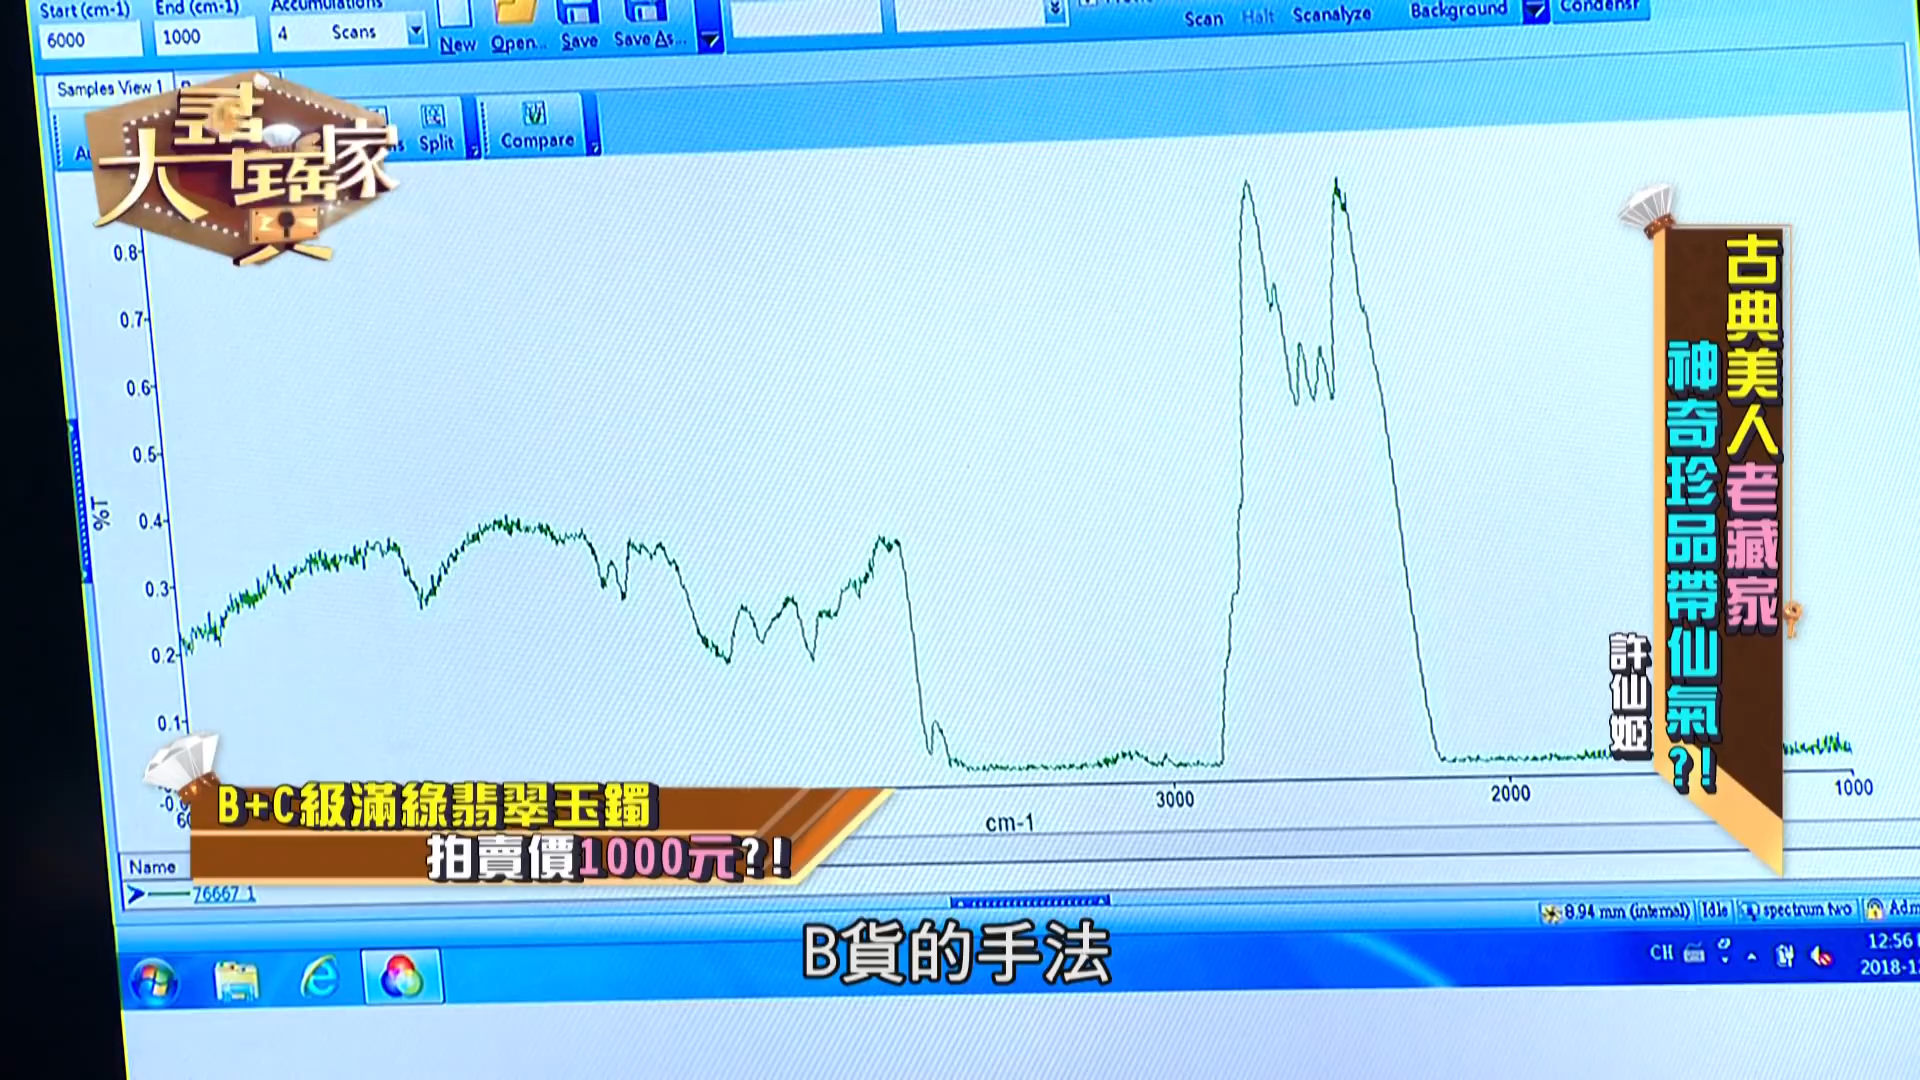 Start (cm-1)
End (cm-1)
Accumulations
6000
1000
4 Scans
New
Open...
Save
Save As...
Scan
Halt
Scanalyze
Background
Samples View 1
Split
Compare
尋
大寶家
0.8
0.7
0.6
0.5
0.4
0.3
0.2
0.1
%T
3000
2000
1000
cm-1
古典美人老藏家
神奇珍品帶仙氣?!
許仙姬
B+C級滿綠翡翠玉鐲
拍賣價1000元?!
Name
76667 1
8.94 mm (internal)
Idle
spectrum two
B貨的手法
CH
12:56